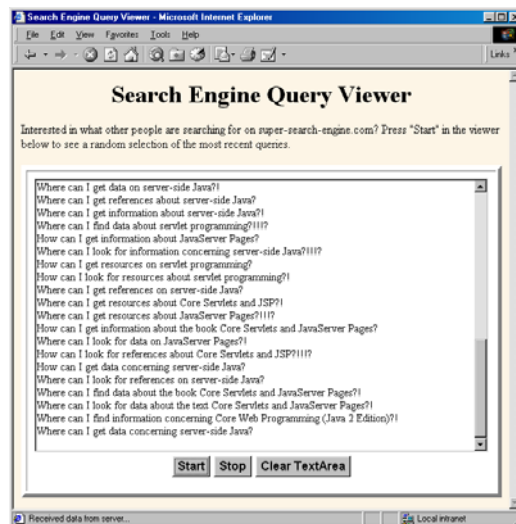 Search Engine Query Viewer - Microsoft Internet Explorer
File Edit View Favorites Tools Help
Links
Search Engine Query Viewer
Interested in what other people are searching for on super-search-engine.com? Press "Start" in the viewer
below to see a random selection of the most recent queries.
Where can I get data on server-side Java?!
Where can I get references about server-side Java?
Where can I get information about server-side Java?!
Where can I find data about servlet programming?!!!?
How can I get information about JavaServer Pages?
Where can I look for information concerning server-side Java?!!!?
How can I get resources on servlet programming?
How can I look for resources about servlet programming?!
Where can I get references on server-side Java?
Where can I get resources about Core Servlets and JSP?!
Where can I get resources about JavaServer Pages?!!!?
How can I get information about the book Core Servlets and JavaServer Pages?
Where can I look for data on JavaServer Pages?!
How can I look for references about Core Servlets and JSP?!!!?
How can I get data concerning server-side Java?
Where can I look for references on server-side Java?
Where can I find data about the book Core Servlets and JavaServer Pages?!
Where can I look for data about the text Core Servlets and JavaServer Pages?!
Where can I find information concerning Core Web Programming (Java 2 Edition)?!
Where can I get data concerning server-side Java?
Start Stop Clear TextArea
Received data from server... Local intranet